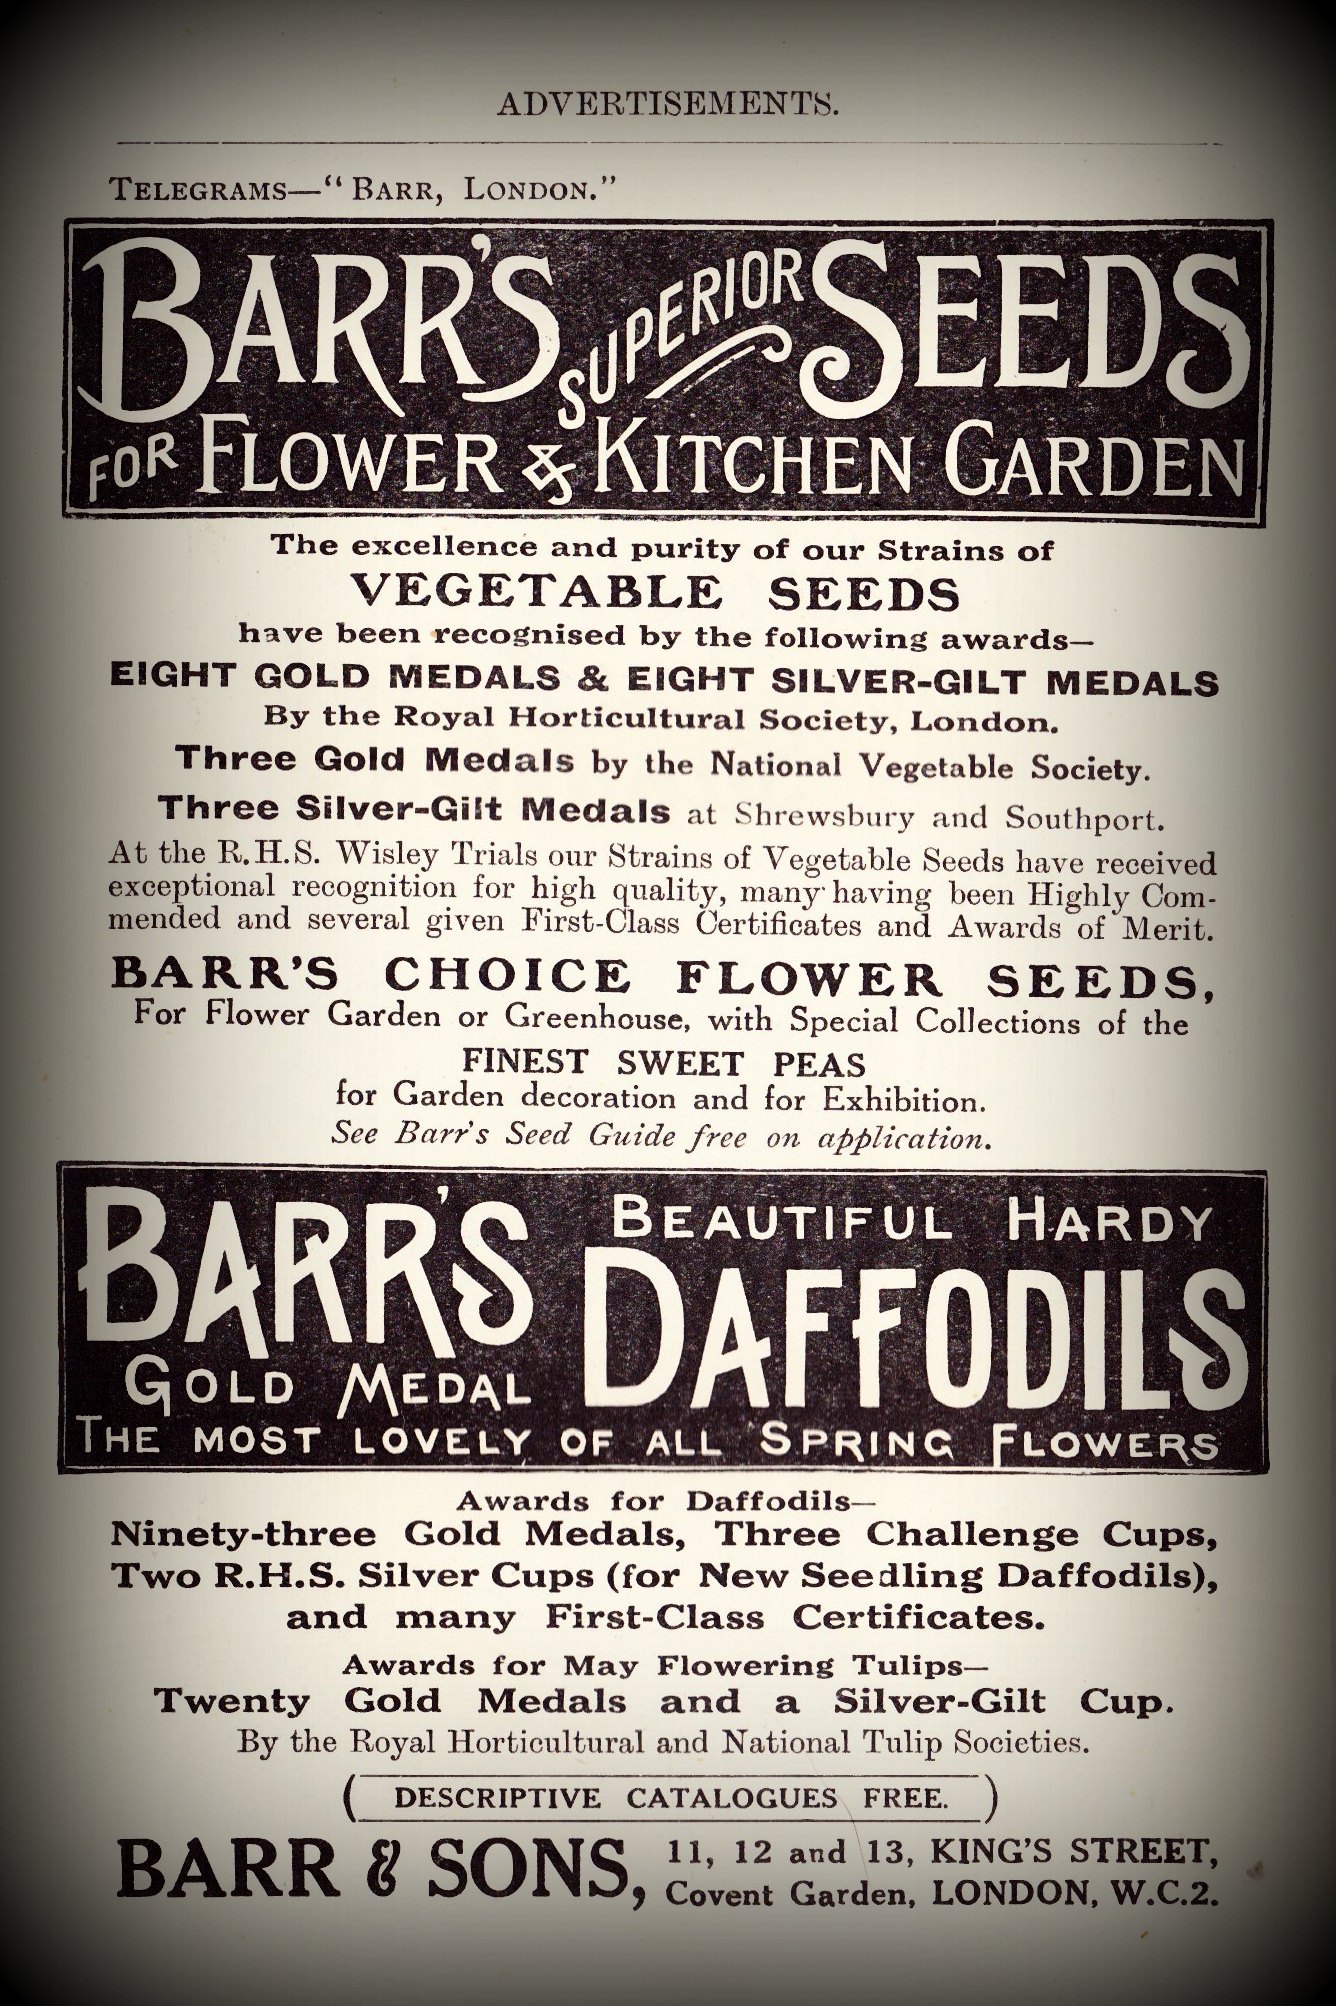 ADVERTISEMENTS.
TELEGRAMS—“BARR, LONDON.”
BARR'S SUPERIOR SEEDS
FOR FLOWER & KITCHEN GARDEN
The excellence and purity of our Strains of
VEGETABLE SEEDS
have been recognised by the following awards—
EIGHT GOLD MEDALS & EIGHT SILVER-GILT MEDALS
By the Royal Horticultural Society, London.
Three Gold Medals by the National Vegetable Society.
Three Silver-Gilt Medals at Shrewsbury and Southport.
At the R.H.S. Wisley Trials our Strains of Vegetable Seeds have received
exceptional recognition for high quality, many having been Highly Com-
mended and several given First-Class Certificates and Awards of Merit.
BARR'S CHOICE FLOWER SEEDS,
For Flower Garden or Greenhouse, with Special Collections of the
FINEST SWEET PEAS
for Garden decoration and for Exhibition.
See Barr's Seed Guide free on application.
BARR'S BEAUTIFUL HARDY
GOLD MEDAL DAFFODILS
THE MOST LOVELY OF ALL SPRING FLOWERS
Awards for Daffodils—
Ninety-three Gold Medals, Three Challenge Cups,
Two R.H.S. Silver Cups (for New Seedling Daffodils),
and many First-Class Certificates.
Awards for May Flowering Tulips—
Twenty Gold Medals and a Silver-Gilt Cup.
By the Royal Horticultural and National Tulip Societies.
(DESCRIPTIVE CATALOGUES FREE.)
BARR & SONS, 11, 12 and 13, KING'S STREET,
Covent Garden, LONDON, W.C.2.